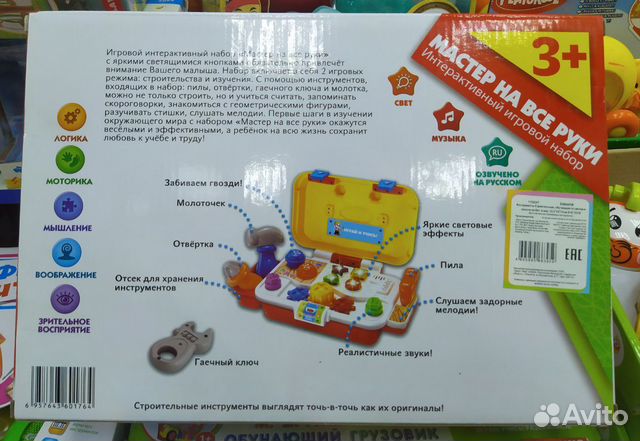 Игровой интерактивный набор «Мастер на все руки»
с яркими светящимися кнопками обязательно привлечёт
внимание Вашего малыша. Набор включает в себя 2 игровых
режима: строительства и изучения. С помощью инструментов,
входящих в набор: пилы, отвёртки, гаечного ключа и молотка,
можно не только строить, но и учиться считать, запоминать
скороговорки, знакомиться с геометрическими фигурами,
разучивать стишки, слушать мелодии. Первые шаги в изучении
окружающего мира с набором «Мастер на все руки» окажутся
весёлыми и эффективными, а ребёнок на всю жизнь сохранит
любовь к учёбе и труду!
3+
МАСТЕР НА ВСЕ РУКИ
Интерактивный игровой набор
СВЕТ
МУЗЫКА
RU
ОЗВУЧЕНО
НА РУССКОМ
ЛОГИКА
МОТОРИКА
МЫШЛЕНИЕ
ВООБРАЖЕНИЕ
ЗРИТЕЛЬНОЕ
ВОСПРИЯТИЕ
Забиваем гвозди!
Молоточек
Отвёртка
Отсек для хранения
инструментов
Гаечный ключ
ИГРАЙ И УЧИСЬ!
Яркие световые
эффекты
Пила
Слушаем задорные
мелодии!
Реалистичные звуки!
EAC
6 957643 601764
Строительные инструменты выглядят точь-в-точь как их оригиналы!
ОБУЧАЮЩИЙ ГРУЗОВИК
Avito